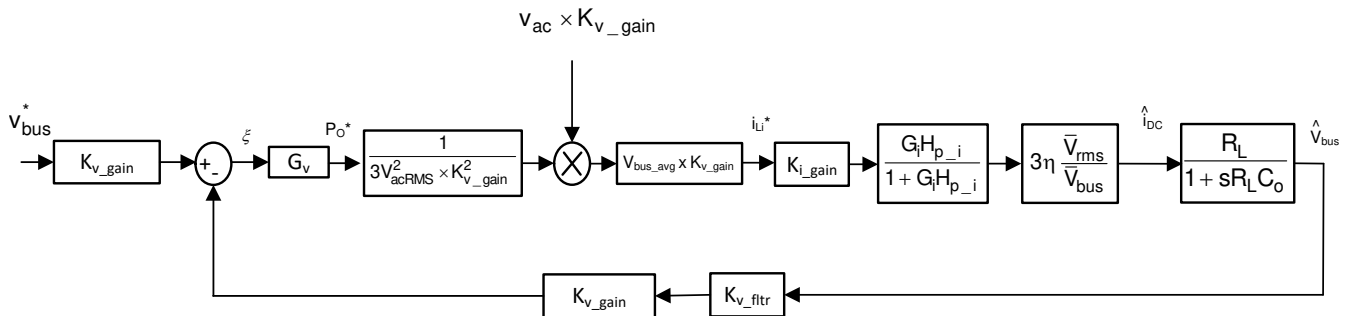 v_ac × K_v_gain
v*_bus
K_v_gain
+
-
ξ
G_v
P_O*
1
3V²_acRMS × K²_v_gain
X
V_bus_avg x K_v_gain
i_Li*
K_i_gain
G_iH_p_i
1 + G_iH_p_i
3η V̅_rms
V̅_bus
î_DC
R_L
1 + sR_LC_o
v̂_bus
K_v_gain
K_v_fltr